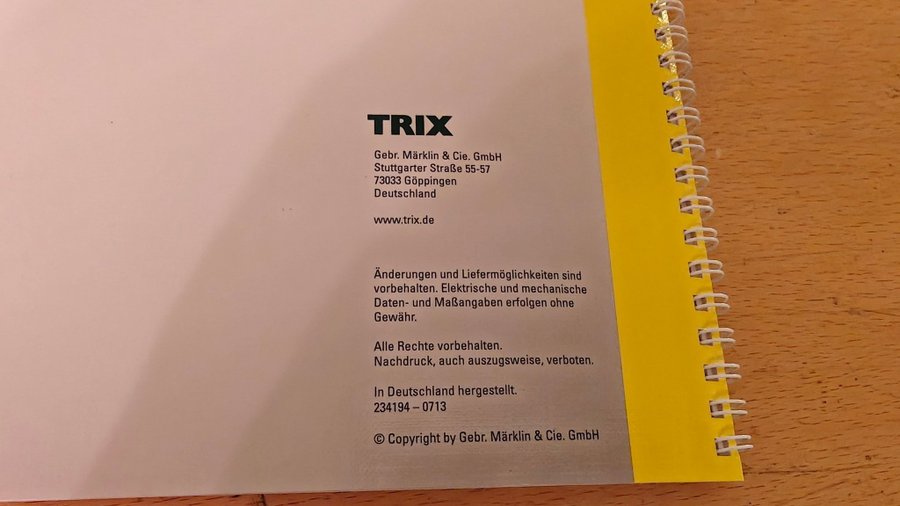 TRIX
Gebr. Märklin & Cie. GmbH
Stuttgarter Straße 55-57
73033 Göppingen
Deutschland
www.trix.de
Änderungen und Liefermöglichkeiten sind
vorbehalten. Elektrische und mechanische
Daten- und Maßangaben erfolgen ohne
Gewähr.
Alle Rechte vorbehalten.
Nachdruck, auch auszugsweise, verboten.
In Deutschland hergestellt.
234194 – 0713
© Copyright by Gebr. Märklin & Cie. GmbH